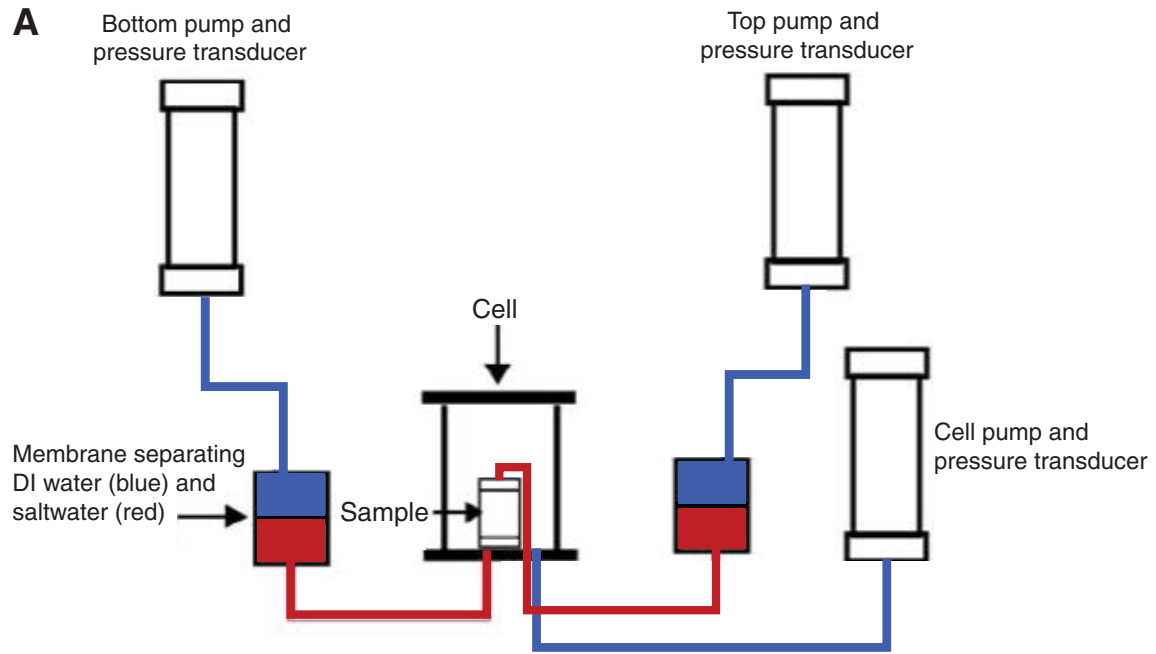 A
Bottom pump and
pressure transducer
Top pump and
pressure transducer
Cell
Cell pump and
pressure transducer
Membrane separating
DI water (blue) and
saltwater (red)
Sample